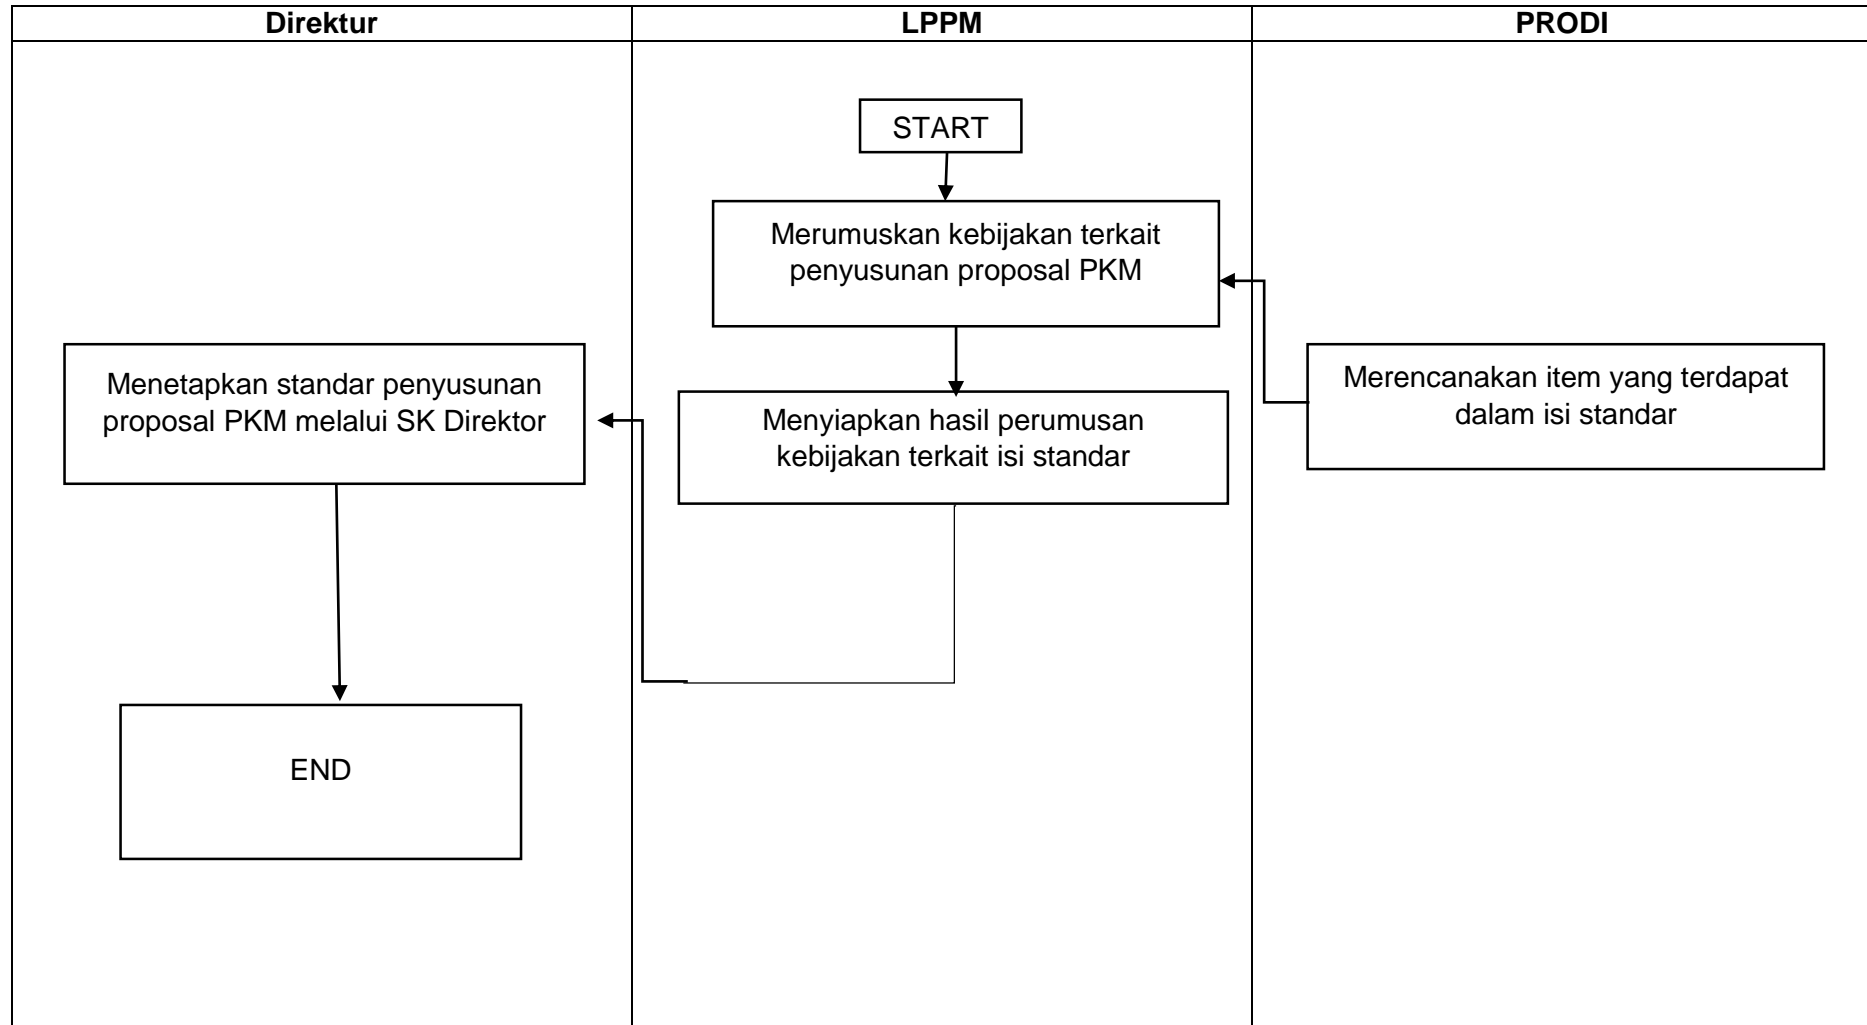 Direktur
LPPM
PRODI
START
Merumuskan kebijakan terkait
penyusunan proposal PKM
Menetapkan standar penyusunan
proposal PKM melalui SK Direktor
Menyiapkan hasil perumusan
kebijakan terkait isi standar
Merencanakan item yang terdapat
dalam isi standar
END